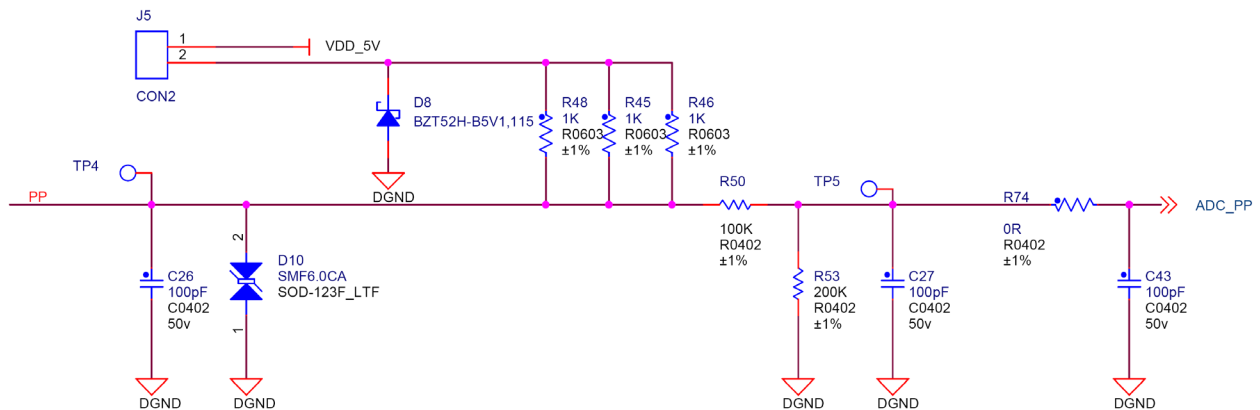 J5
1
2
VDD_5V
CON2
D8
BZT52H-B5V1,115
DGND
R48
1K
R0603
±1%
R45
1K
R0603
±1%
R46
1K
R0603
±1%
TP4
PP
C26
100pF
C0402
50v
DGND
2
1
D10
SMF6.0CA
SOD-123F_LTF
DGND
R50
100K
R0402
±1%
TP5
R53
200K
R0402
±1%
DGND
C27
100pF
C0402
50v
DGND
R74
0R
R0402
±1%
ADC_PP
C43
100pF
C0402
50v
DGND